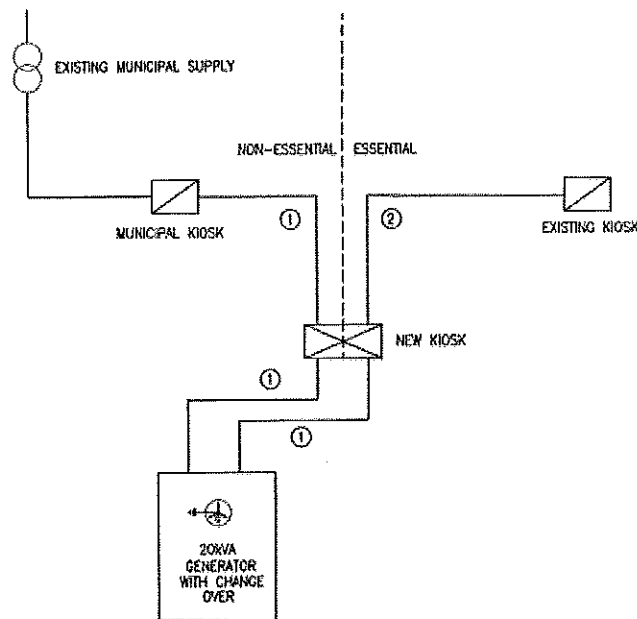 EXISTING MUNICIPAL SUPPLY
NON-ESSENTIAL ESSENTIAL
1
2
MUNICIPAL KIOSK
EXISTING KIOSK
NEW KIOSK
1
1
20kVA
GENERATOR
WITH CHANGE
OVER